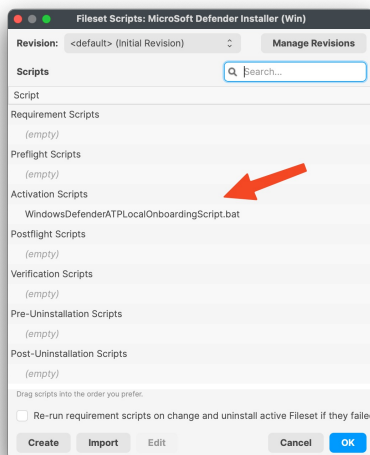 Fileset Scripts: MicroSoft Defender Installer (Win)
Revision: <default> (Initial Revision) Manage Revisions
Scripts Search...
Script
Requirement Scripts
(empty)
Preflight Scripts
(empty)
Activation Scripts
WindowsDefenderATPLocalOnboardingScript.bat
Postflight Scripts
(empty)
Verification Scripts
(empty)
Pre-Uninstallation Scripts
(empty)
Post-Uninstallation Scripts
(empty)
Drag scripts into the order you prefer.
Re-run requirement scripts on change and uninstall active Fileset if they failed
Create Import Edit Cancel OK